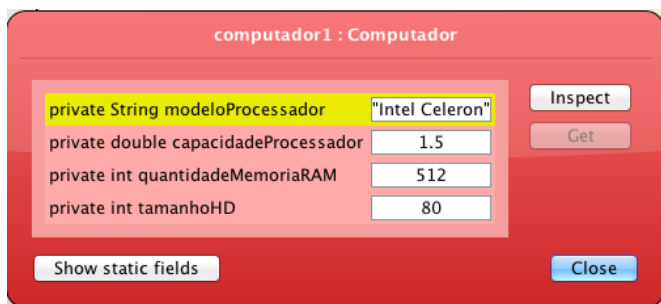 computador1 : Computador
private String modeloProcessador "Intel Celeron"
Inspect
private double capacidadeProcessador 1.5
Get
private int quantidadeMemoriaRAM 512
private int tamanhoHD 80
Show static fields
Close